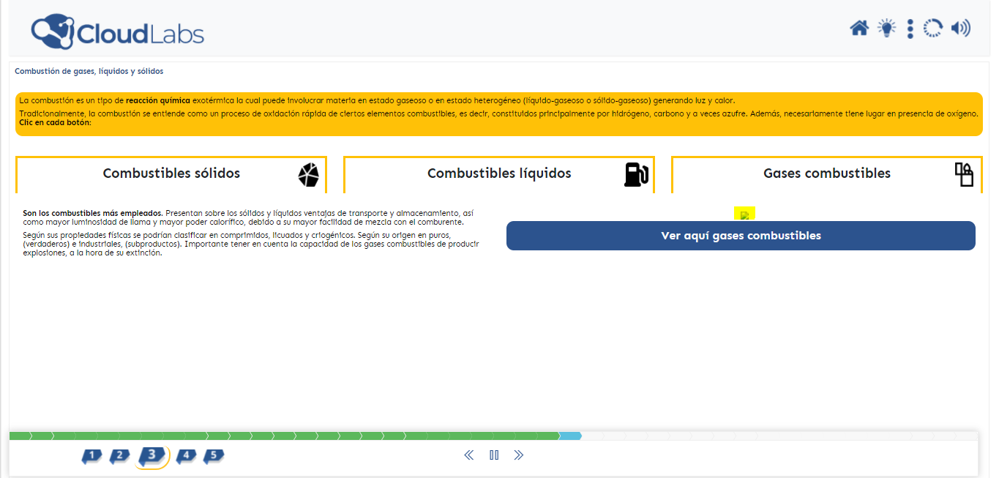 CloudLabs
Combustión de gases, líquidos y sólidos
La combustión es un tipo de reacción química exotérmica la cual puede involucrar materia en estado gaseoso o en estado heterogéneo (líquido-gaseoso o sólido-gaseoso) generando luz y calor.
Tradicionalmente, la combustión se entiende como un proceso de oxidación rápida de ciertos elementos combustibles, es decir, constituidos principalmente por hidrógeno, carbono y a veces azufre. Además, necesariamente tiene lugar en presencia de oxígeno.
Clic en cada botón:
Combustibles sólidos
Combustibles líquidos
Gases combustibles
Son los combustibles más empleados. Presentan sobre los sólidos y líquidos ventajas de transporte y almacenamiento, así
como mayor luminosidad de llama y mayor poder calorífico, debido a su mayor facilidad de mezcla con el comburente.
Según sus propiedades físicas se podrían clasificar en comprimidos, licuados y criogénicos. Según su origen en puros,
(verdaderos) e industriales, (subproductos). Importante tener en cuenta la capacidad de los gases combustibles de producir
explosiones, a la hora de su extinción.
Ver aquí gases combustibles
1 2 3 4 5